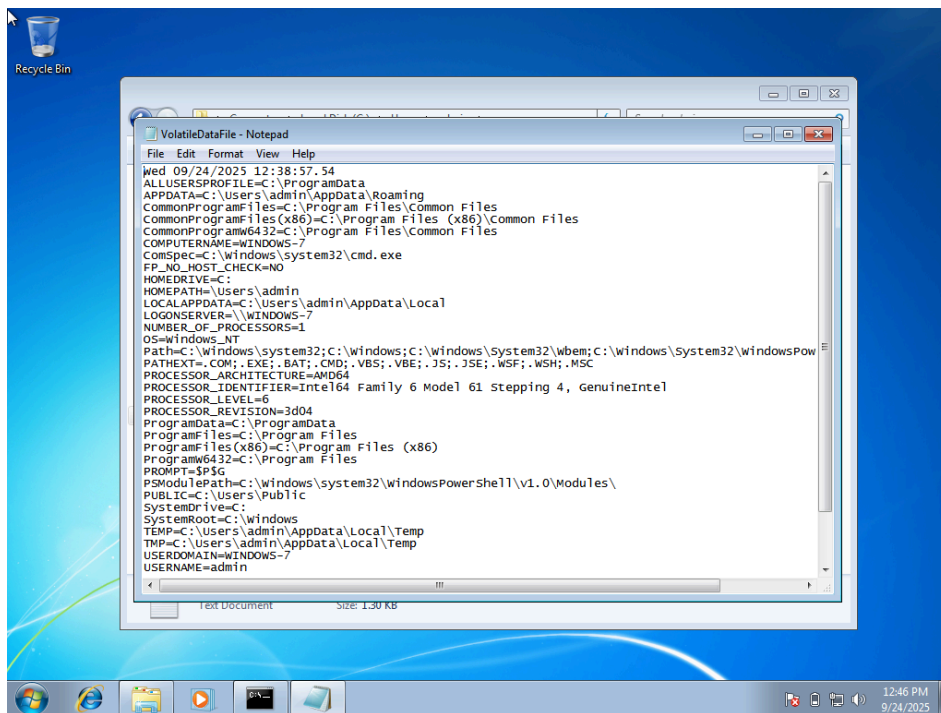 Recycle Bin
VolatileDataFile - Notepad
File Edit Format View Help
Wed 09/24/2025 12:38:57.54
ALLUSERSPROFILE=C:\ProgramData
APPDATA=C:\Users\admin\AppData\Roaming
CommonProgramFiles=C:\Program Files\Common Files
CommonProgramFiles(x86)=C:\Program Files (x86)\Common Files
CommonProgramW6432=C:\Program Files\Common Files
COMPUTERNAME=WINDOWS-7
ComSpec=C:\Windows\system32\cmd.exe
FP_NO_HOST_CHECK=NO
HOMEDRIVE=C:
HOMEPATH=\Users\admin
LOCALAPPDATA=C:\Users\admin\AppData\Local
LOGONSERVER=\\WINDOWS-7
NUMBER_OF_PROCESSORS=1
OS=Windows_NT
Path=C:\Windows\system32;C:\Windows;C:\Windows\System32\Wbem;C:\Windows\System32\WindowsPow
PATHEXT=.COM;.EXE;.BAT;.CMD;.VBS;.VBE;.JS;.JSE;.WSF;.WSH;.MSC
PROCESSOR_ARCHITECTURE=AMD64
PROCESSOR_IDENTIFIER=Intel64 Family 6 Model 61 Stepping 4, GenuineIntel
PROCESSOR_LEVEL=6
PROCESSOR_REVISION=3d04
ProgramData=C:\ProgramData
ProgramFiles=C:\Program Files
ProgramFiles(x86)=C:\Program Files (x86)
ProgramW6432=C:\Program Files
PROMPT=$P$G
PSModulePath=C:\Windows\system32\WindowsPowerShell\v1.0\Modules\
PUBLIC=C:\Users\Public
SystemDrive=C:
SystemRoot=C:\Windows
TEMP=C:\Users\admin\AppData\Local\Temp
TMP=C:\Users\admin\AppData\Local\Temp
USERDOMAIN=WINDOWS-7
USERNAME=admin
Text Document Size: 1.30 KB
12:46 PM
9/24/2025